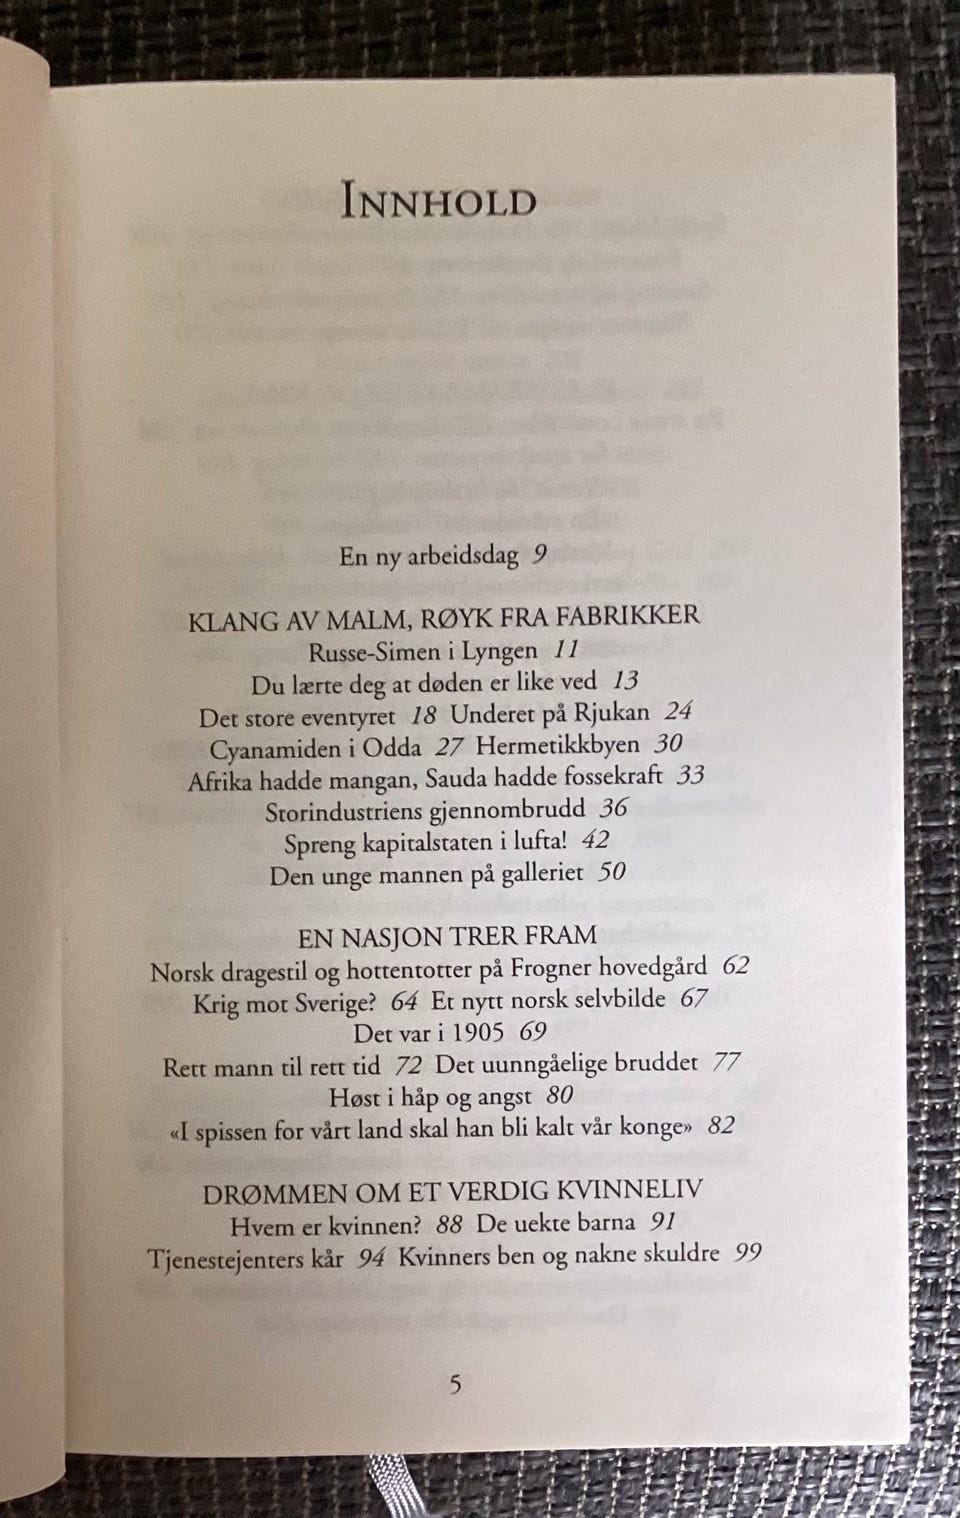 INNHOLD
En ny arbeidsdag 9
KLANG AV MALM, RØYK FRA FABRIKKER
Russe-Simen i Lyngen 11
Du lærte deg at døden er like ved 13
Det store eventyret 18 Underet på Rjukan 24
Cyanamiden i Odda 27 Hermetikkbyen 30
Afrika hadde mangan, Sauda hadde fossekraft 33
Storindustriens gjennombrudd 36
Spreng kapitalstaten i lufta! 42
Den unge mannen på galleriet 50
EN NASJON TRER FRAM
Norsk dragestil og hottentotter på Frogner hovedgård 62
Krig mot Sverige? 64 Et nytt norsk selvbilde 67
Det var i 1905 69
Rett mann til rett tid 72 Det uunngåelige bruddet 77
Høst i håp og angst 80
«I spissen for vårt land skal han bli kalt vår konge» 82
DRØMMEN OM ET VERDIG KVINNELIV
Hvem er kvinnen? 88 De uekte barna 91
Tjenestejenters kår 94 Kvinners ben og nakne skuldre 99
5